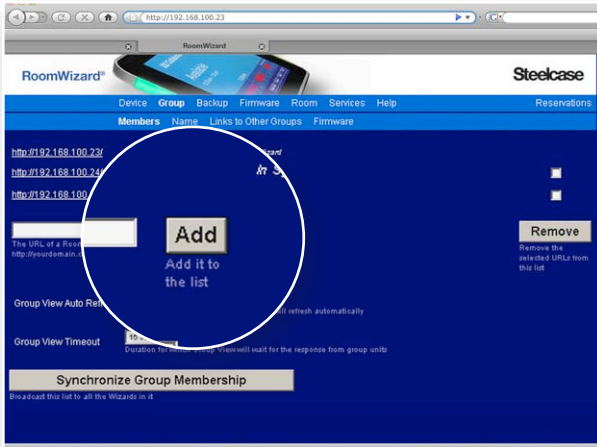 http://192.168.100.23
RoomWizard
RoomWizard®
Steelcase
Device Group Backup Firmware Room Services Help Reservations
Members Name Links to Other Groups Firmware
http://192.168.100.23/
http://192.168.100.24/
in
http://192.168.100
Add
Remove
The URL of a Room
http://yourdomain.c
Add it to
the list
Remove the
selected URLs from
this list
Group View Auto Ref
ill refresh automatically
Group View Timeout
15
Duration for which Group View will wait for the response from group
units
Synchronize Group Membership
Broadcast this list to all the Wizards in it